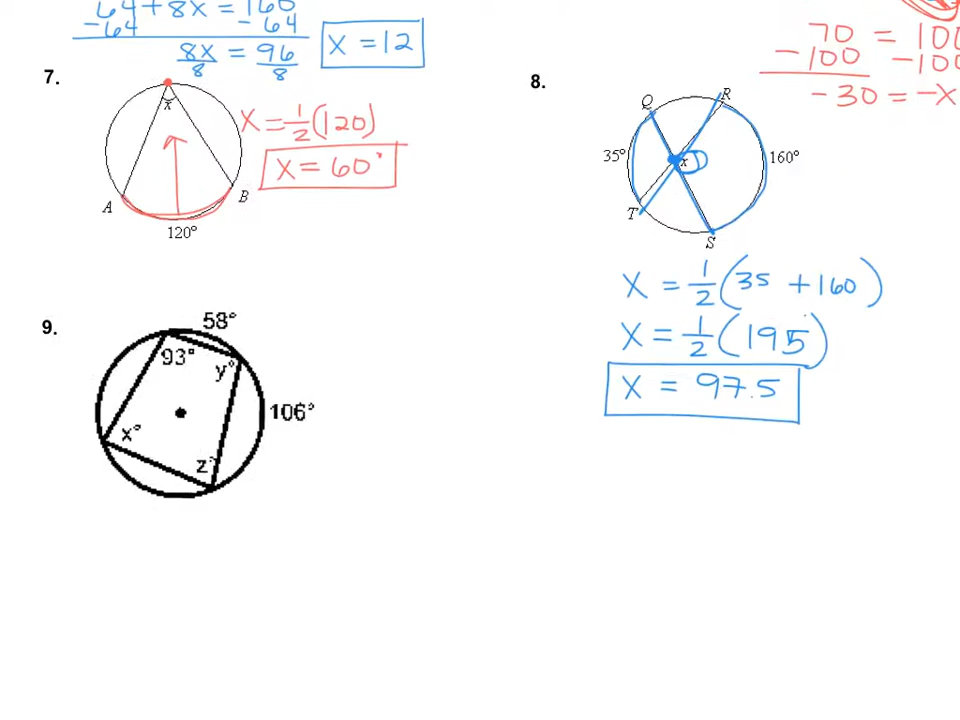 64 + 8x = 160
-64 - 64
8x = 96
8 8
x = 12
70 = 100
-100 -100
-30 = -x
7.
x
A
B
120°
x = 1/2 (120)
x = 60°
8.
Q
R
35°
x
160°
T
S
x = 1/2 (35 + 160)
x = 1/2 (195)
x = 97.5
9.
58°
93°
y°
106°
x°
z°